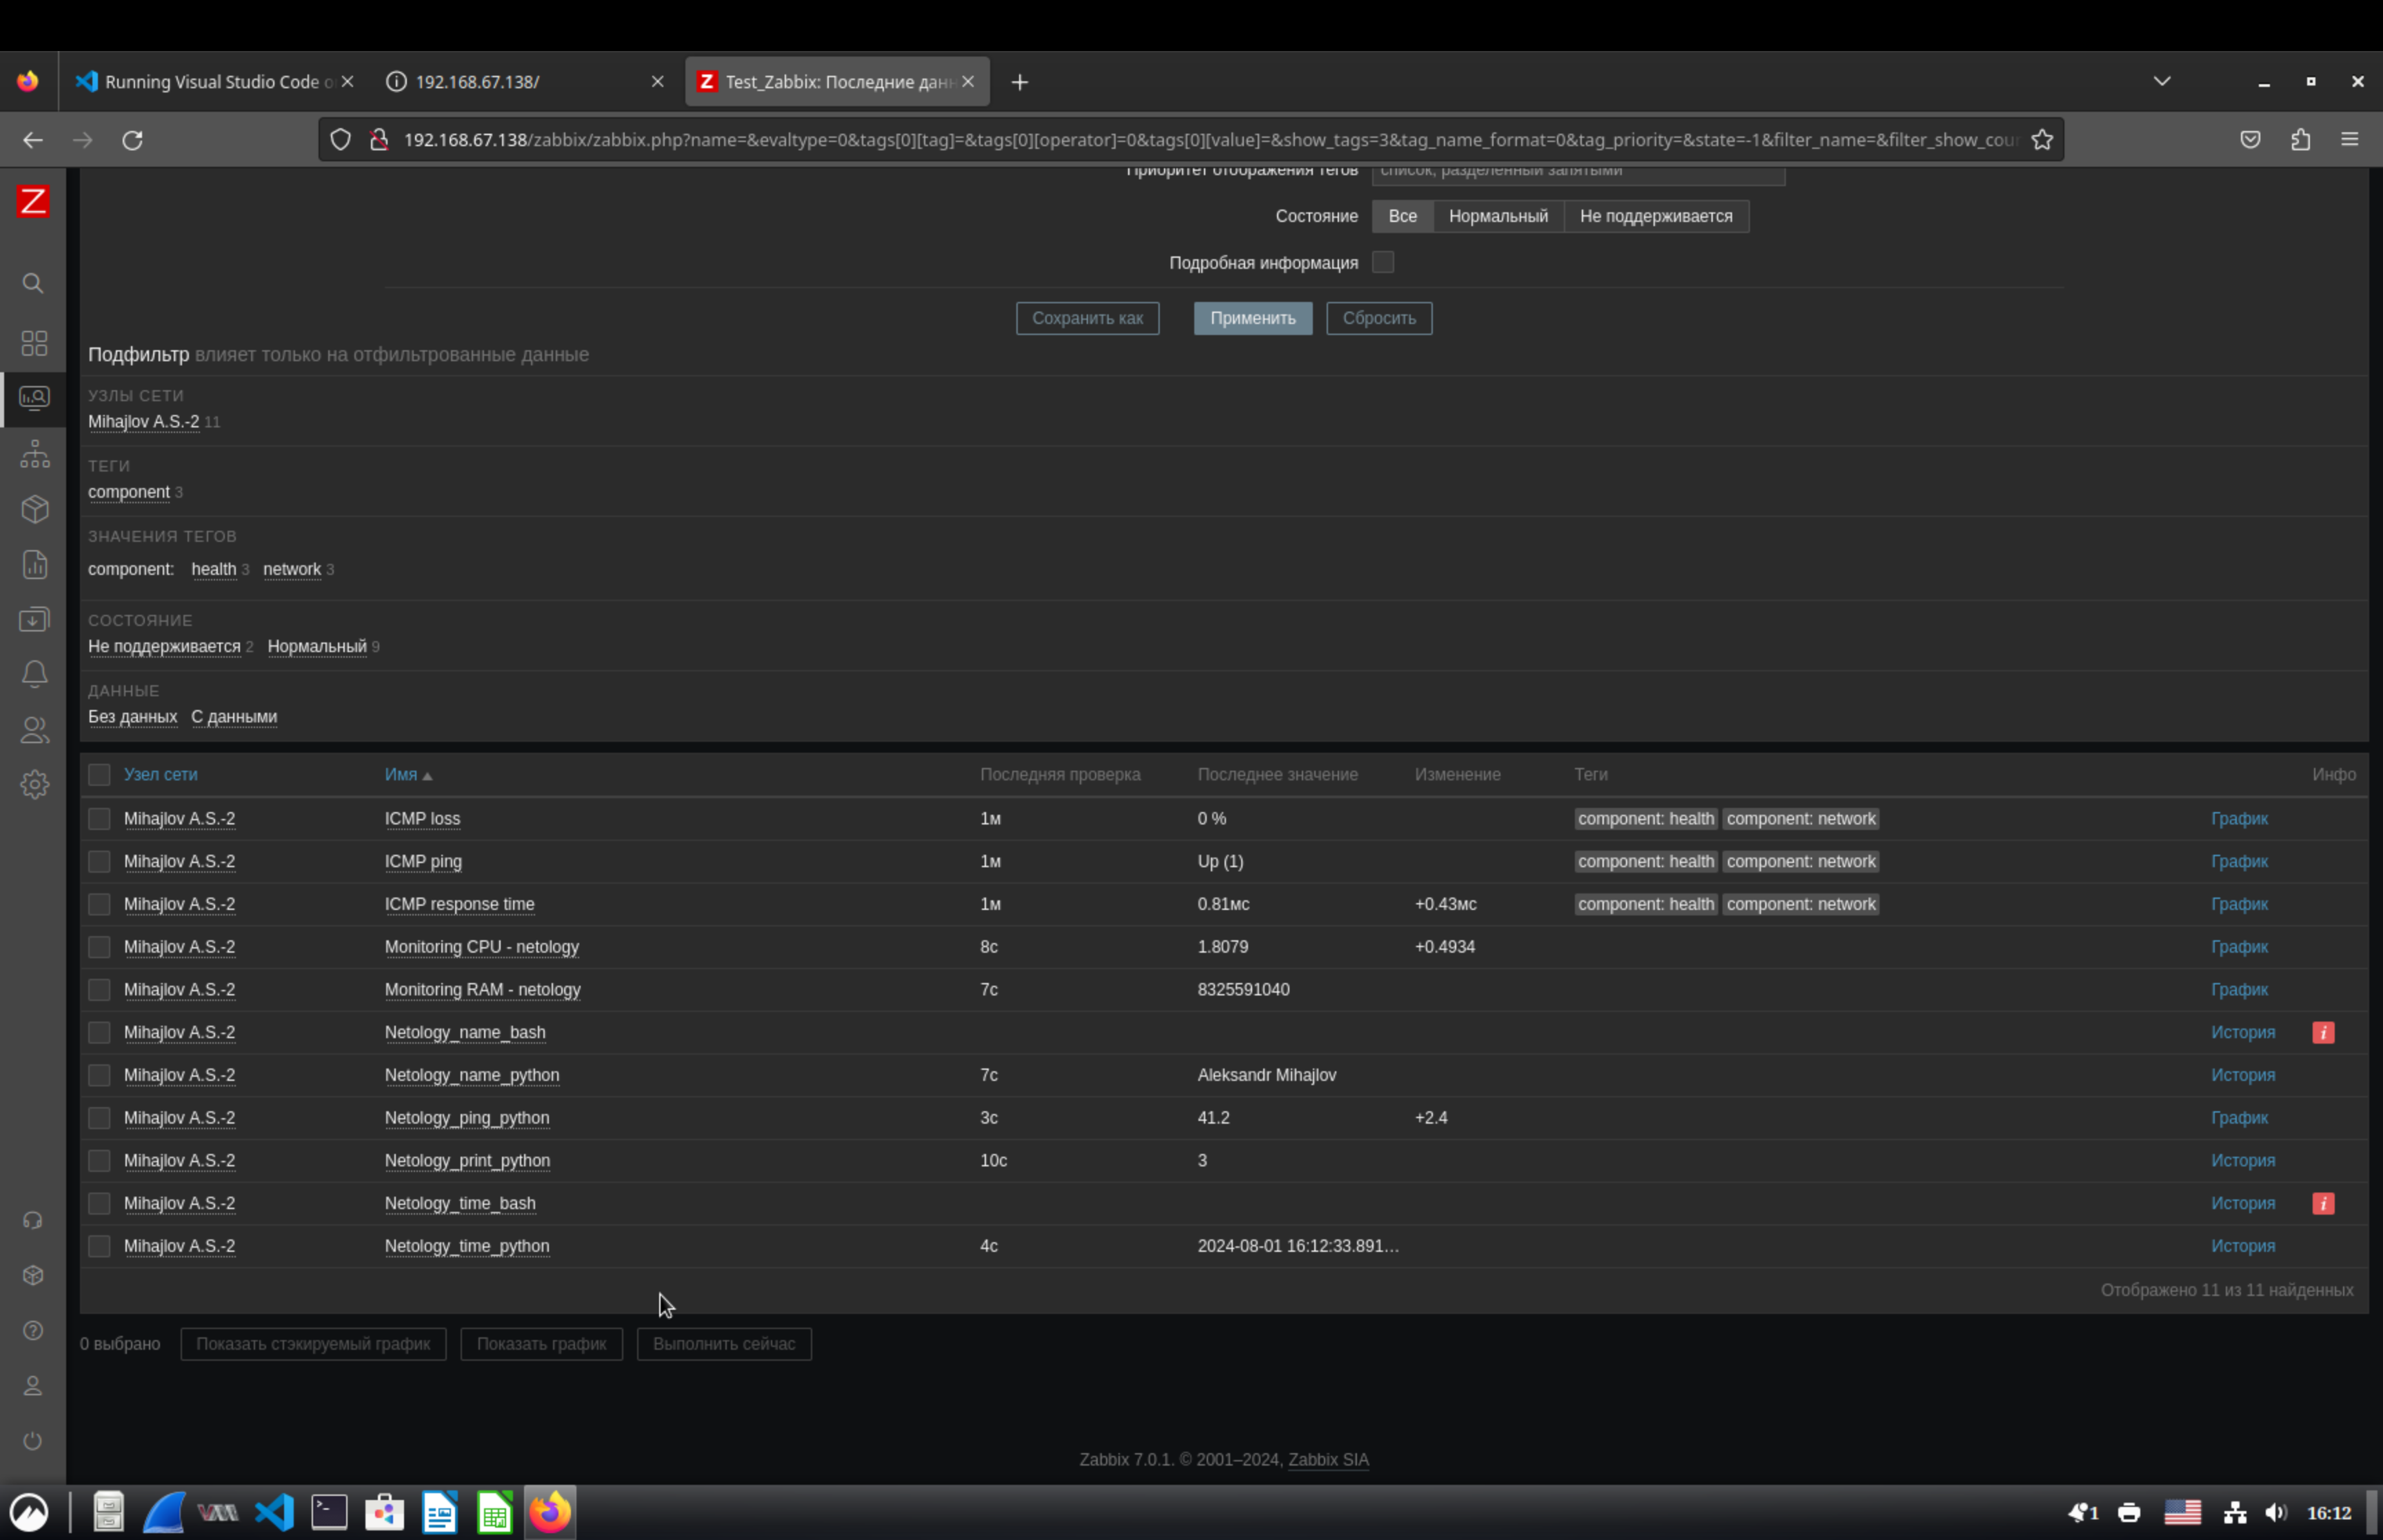 Running Visual Studio Code o
192.168.67.138/
Z Test_Zabbix: Последние данн
192.168.67.138/zabbix/zabbix.php?name=&evaltype=0&tags[0][tag]=&tags[0][operator]=0&tags[0][value]=&show_tags=3&tag_name_format=0&tag_priority=&state=-1&filter_name=&filter_show_cou
Z
Приоритет отображения тегов список, разделенный запятыми
Состояние Все Нормальный Не поддерживается
Подробная информация
Сохранить как Применить Сбросить
Подфильтр влияет только на отфильтрованные данные
УЗЛЫ СЕТИ
Mihajlov A.S.-2 11
ТЕГИ
component 3
ЗНАЧЕНИЯ ТЕГОВ
component: health 3 network 3
СОСТОЯНИЕ
Не поддерживается 2 Нормальный 9
ДАННЫЕ
Без данных С данными
Узел сети Имя Последняя проверка Последнее значение Изменение Теги Инфо
Mihajlov A.S.-2 ICMP loss 1м 0 % component: health component: network График
Mihajlov A.S.-2 ICMP ping 1м Up (1) component: health component: network График
Mihajlov A.S.-2 ICMP response time 1м 0.81мс +0.43мс component: health component: network График
Mihajlov A.S.-2 Monitoring CPU - netology 8с 1.8079 +0.4934 График
Mihajlov A.S.-2 Monitoring RAM - netology 7с 8325591040 График
Mihajlov A.S.-2 Netology_name_bash История i
Mihajlov A.S.-2 Netology_name_python 7с Aleksandr Mihajlov История
Mihajlov A.S.-2 Netology_ping_python 3с 41.2 +2.4 График
Mihajlov A.S.-2 Netology_print_python 10с 3 История
Mihajlov A.S.-2 Netology_time_bash История i
Mihajlov A.S.-2 Netology_time_python 4с 2024-08-01 16:12:33.891… История
Отображено 11 из 11 найденных
0 выбрано Показать стэкируемый график Показать график Выполнить сейчас
Zabbix 7.0.1. © 2001–2024, Zabbix SIA
1 16:12